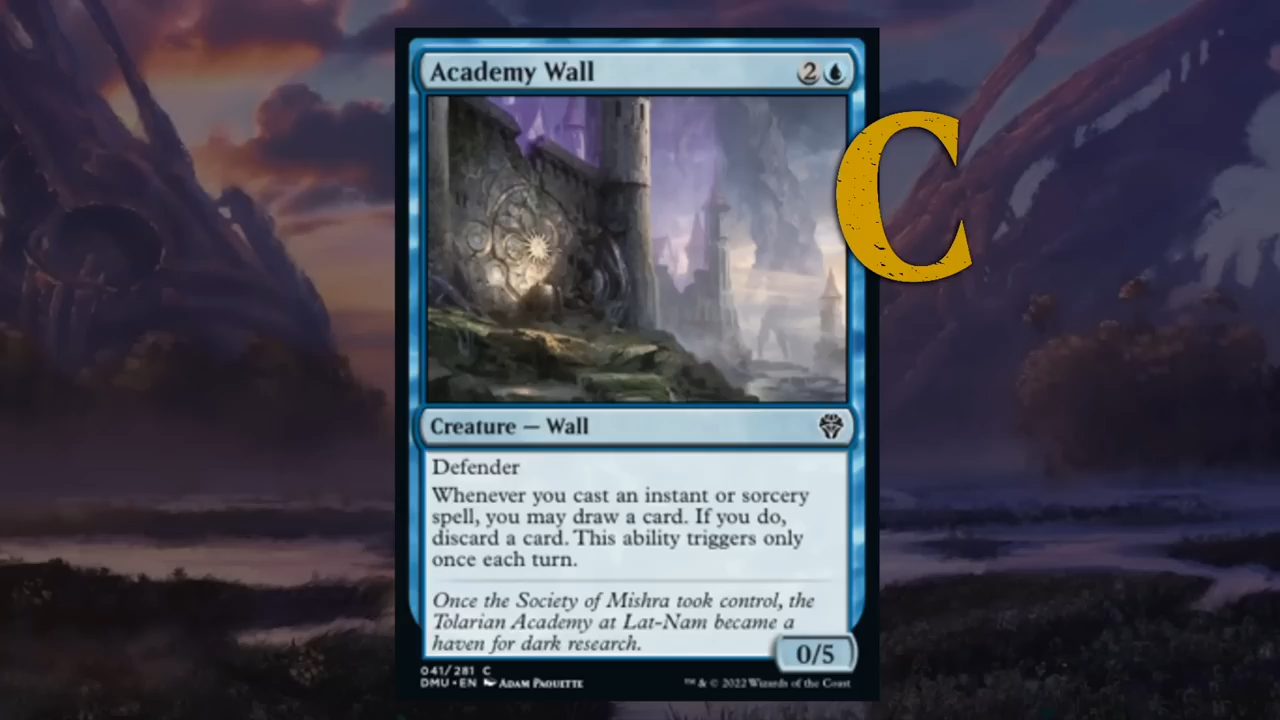 Academy Wall 2
C
Creature — Wall
Defender
Whenever you cast an instant or sorcery
spell, you may draw a card. If you do,
discard a card. This ability triggers only
once each turn.
Once the Society of Mishra took control, the
Tolarian Academy at Lat-Nam became a
haven for dark research.
0/5
041/281 C
DMU • EN Adam Paquette
™ & © 2022 Wizards of the Coast